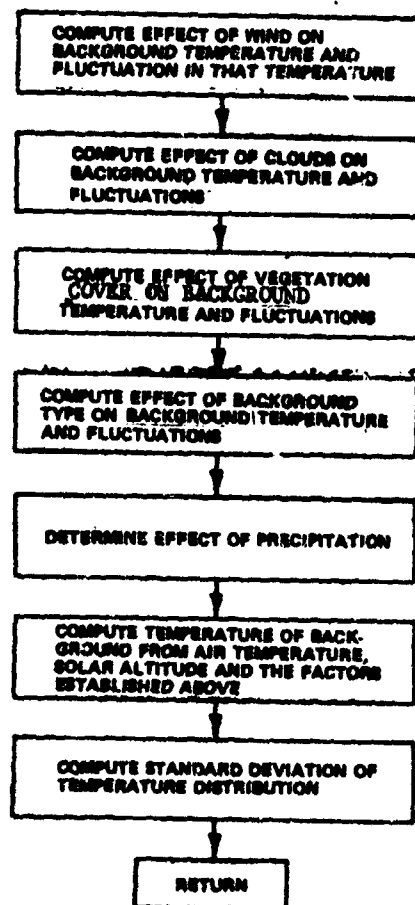 COMPUTE EFFECT OF WIND ON
BACKGROUND TEMPERATURE AND
FLUCTUATION IN THAT TEMPERATURE
COMPUTE EFFECT OF CLOUDS ON
BACKGROUND TEMPERATURE AND
FLUCTUATIONS
COMPUTE EFFECT OF VEGETATION
COVER ON BACKGROUND
TEMPERATURE AND FLUCTUATIONS
COMPUTE EFFECT OF BACKGROUND
TYPE ON BACKGROUND TEMPERATURE
AND FLUCTUATIONS
DETERMINE EFFECT OF PRECIPITATION
COMPUTE TEMPERATURE OF BACK-
GROUND FROM AIR TEMPERATURE,
SOLAR ALTITUDE AND THE FACTORS
ESTABLISHED ABOVE
COMPUTE STANDARD DEVIATION OF
TEMPERATURE DISTRIBUTION
RETURN